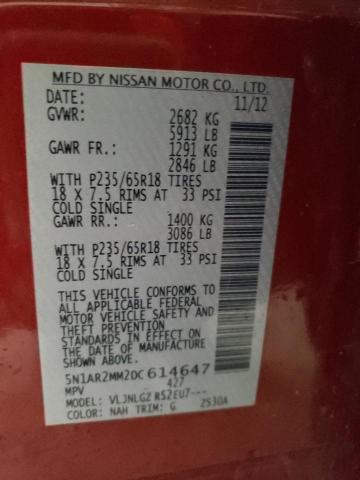 MFD BY NISSAN MOTOR CO., LTD.
DATE: 11/12
GVWR: 2682 KG
5913 LB
GAWR FR.: 1291 KG
2846 LB
WITH P235/65R18 TIRES
18 X 7.5 RIMS AT 33 PSI
COLD SINGLE
GAWR RR.: 1400 KG
3086 LB
WITH P235/65R18 TIRES
18 X 7.5 RIMS AT 33 PSI
COLD SINGLE
THIS VEHICLE CONFORMS TO
ALL APPLICABLE FEDERAL
MOTOR VEHICLE SAFETY AND
THEFT PREVENTION
STANDARDS IN EFFECT ON
THE DATE OF MANUFACTURE
SHOWN ABOVE.
5N1AR2MM2DC614647
MPV 427
MODEL: VLJNLGZ RS2EU7---
COLOR: NAH TRIM: G 2530A